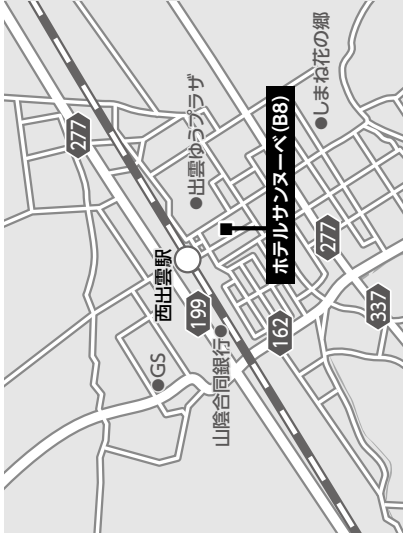 しまね花の郷
出雲ゆうプラザ
277
ホテルサンヌーベ(B8)
西出雲駅
277
199
337
162
山陰合同銀行
GS